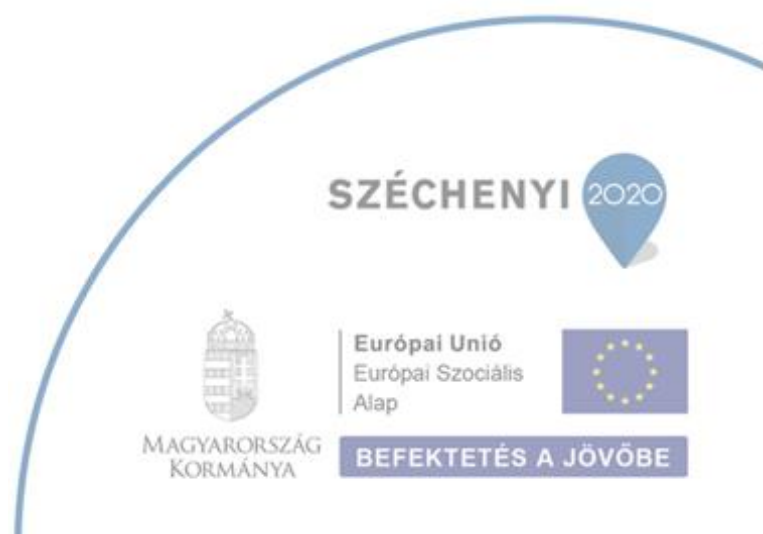 SZÉCHENYI 2020
Európai Unió
Európai Szociális
Alap
MAGYARORSZÁG
KORMÁNYA
BEFEKTETÉS A JÖVŐBE